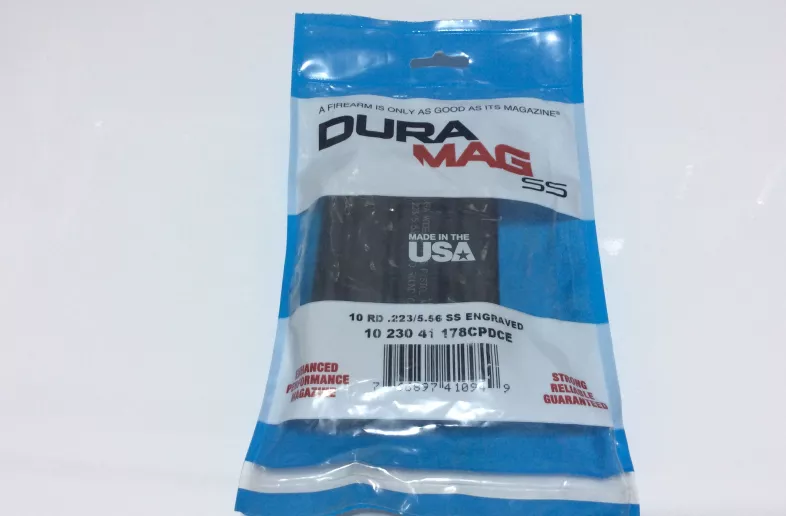 A FIREARM IS ONLY AS GOOD AS ITS MAGAZINE®
DURA
MAG
SS
MADE IN THE
USA
10 RD .223/5.56 SS ENGRAVED
10 230 41 178CPDCE
ENHANCED
PERFORMANCE
MAGAZINE
STRONG
RELIABLE
GUARANTEED